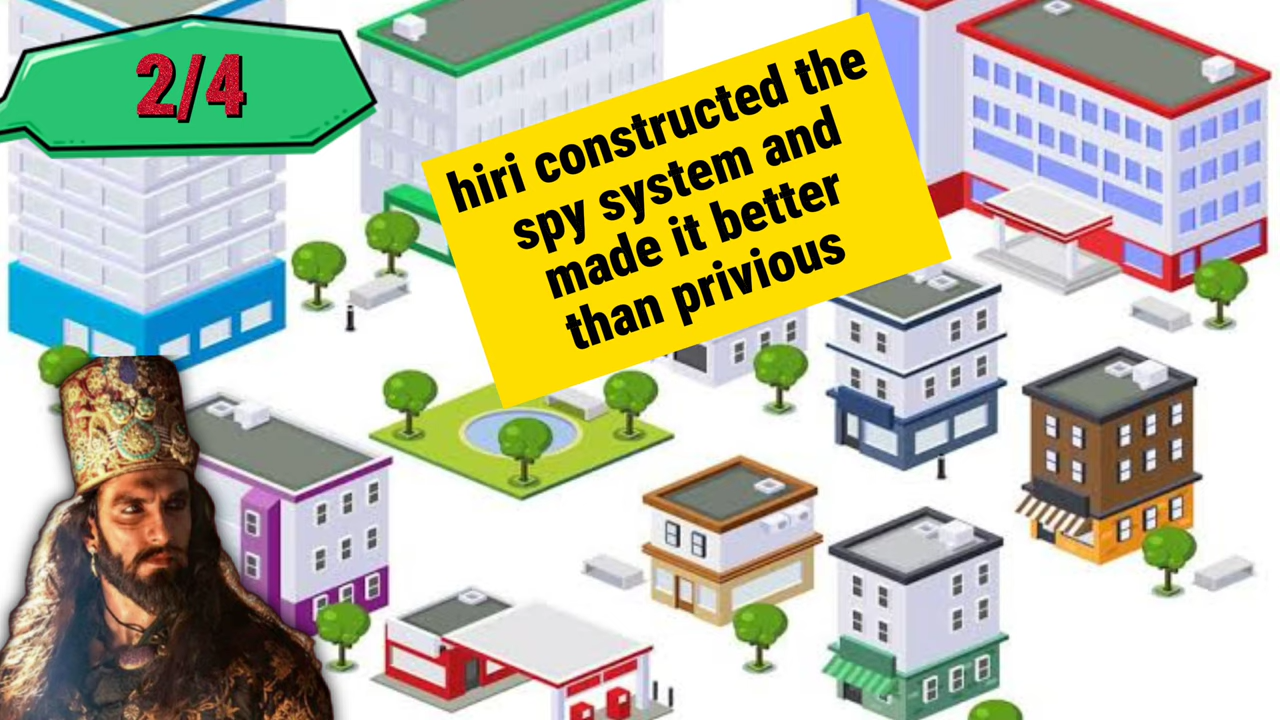 2/4
hiri constructed the
spy system and
made it better
than privious